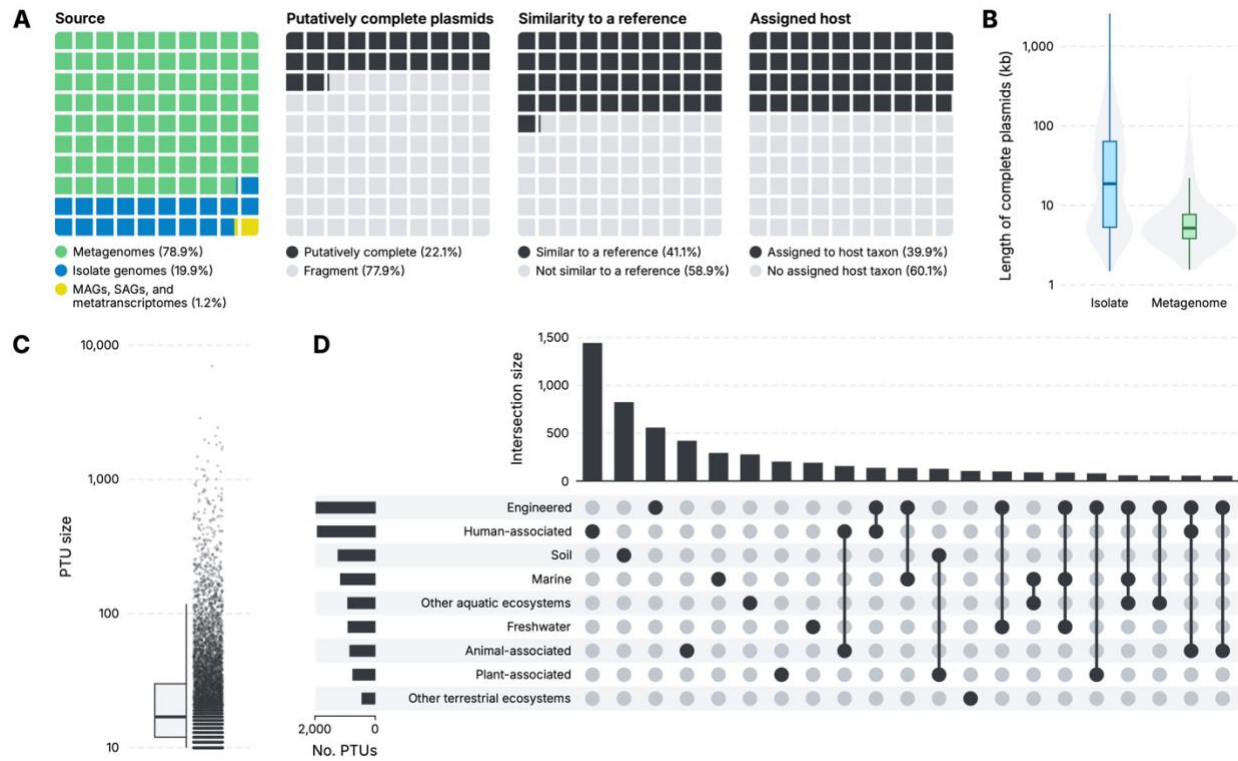 A
Source
Metagenomes (78.9%)
Isolate genomes (19.9%)
MAGs, SAGs, and
metatranscriptomes (1.2%)
Putatively complete plasmids
Putatively complete (22.1%)
Fragment (77.9%)
Similarity to a reference
Similar to a reference (41.1%)
Not similar to a reference (58.9%)
Assigned host
Assigned to host taxon (39.9%)
No assigned host taxon (60.1%)
B
Length of complete plasmids (kb)
1,000
100
10
1
Isolate
Metagenome
C
PTU size
10,000
1,000
100
10
D
Intersection size
1,500
1,000
500
0
Engineered
Human-associated
Soil
Marine
Other aquatic ecosystems
Freshwater
Animal-associated
Plant-associated
Other terrestrial ecosystems
2,000
0
No. PTUs